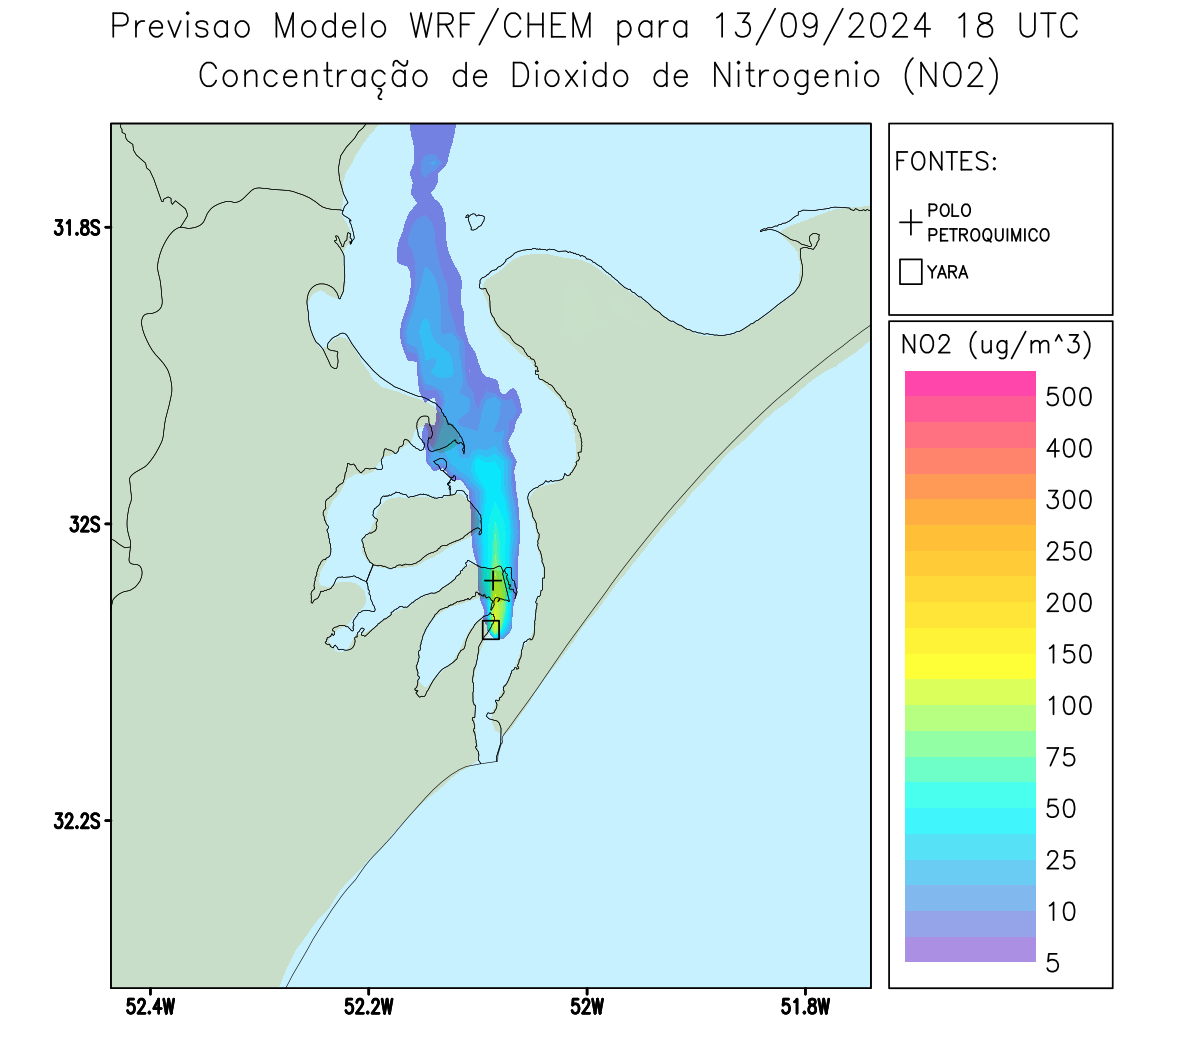 Previsao Modelo WRF/CHEM para 13/09/2024 18 UTC
Concentração de Dioxido de Nitrogenio (NO2)
FONTES:
POLO
PETROQUIMICO
YARA
NO2 (ug/m^3)
500
400
300
250
200
150
100
75
50
25
10
5
31.8S
32S
32.2S
52.4W
52.2W
52W
51.8W